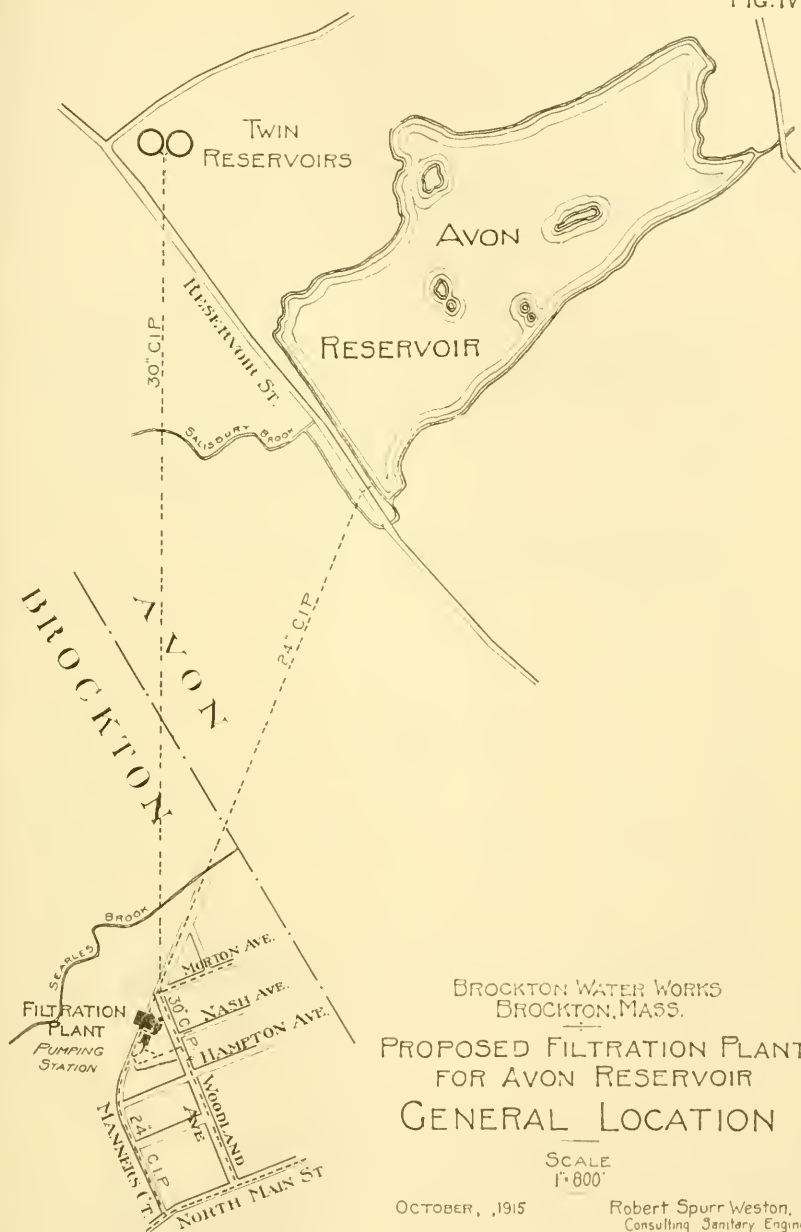 FIG. IV
TWIN
RESERVOIRS
AVON
RESERVOIR
RESERVOIR ST.
30" C.I.P.
SALISBURY BROOK
24" C.I.P.
AVON
BROCKTON
SEARLES BROOK
MORTON AVE.
NASH AVE.
HAMPTON AVE.
30" C.I.P.
FILTRATION
PLANT
PUMPING
STATION
WOODLAND
AVE
MANNERS CT.
24" C.I.P.
NORTH MAIN ST
BROCKTON WATER WORKS
BROCKTON, MASS.
PROPOSED FILTRATION PLANT
FOR AVON RESERVOIR
GENERAL LOCATION
SCALE
1"=800'
OCTOBER, ,1915
Robert Spurr Weston,
Consulting Sanitary Engine